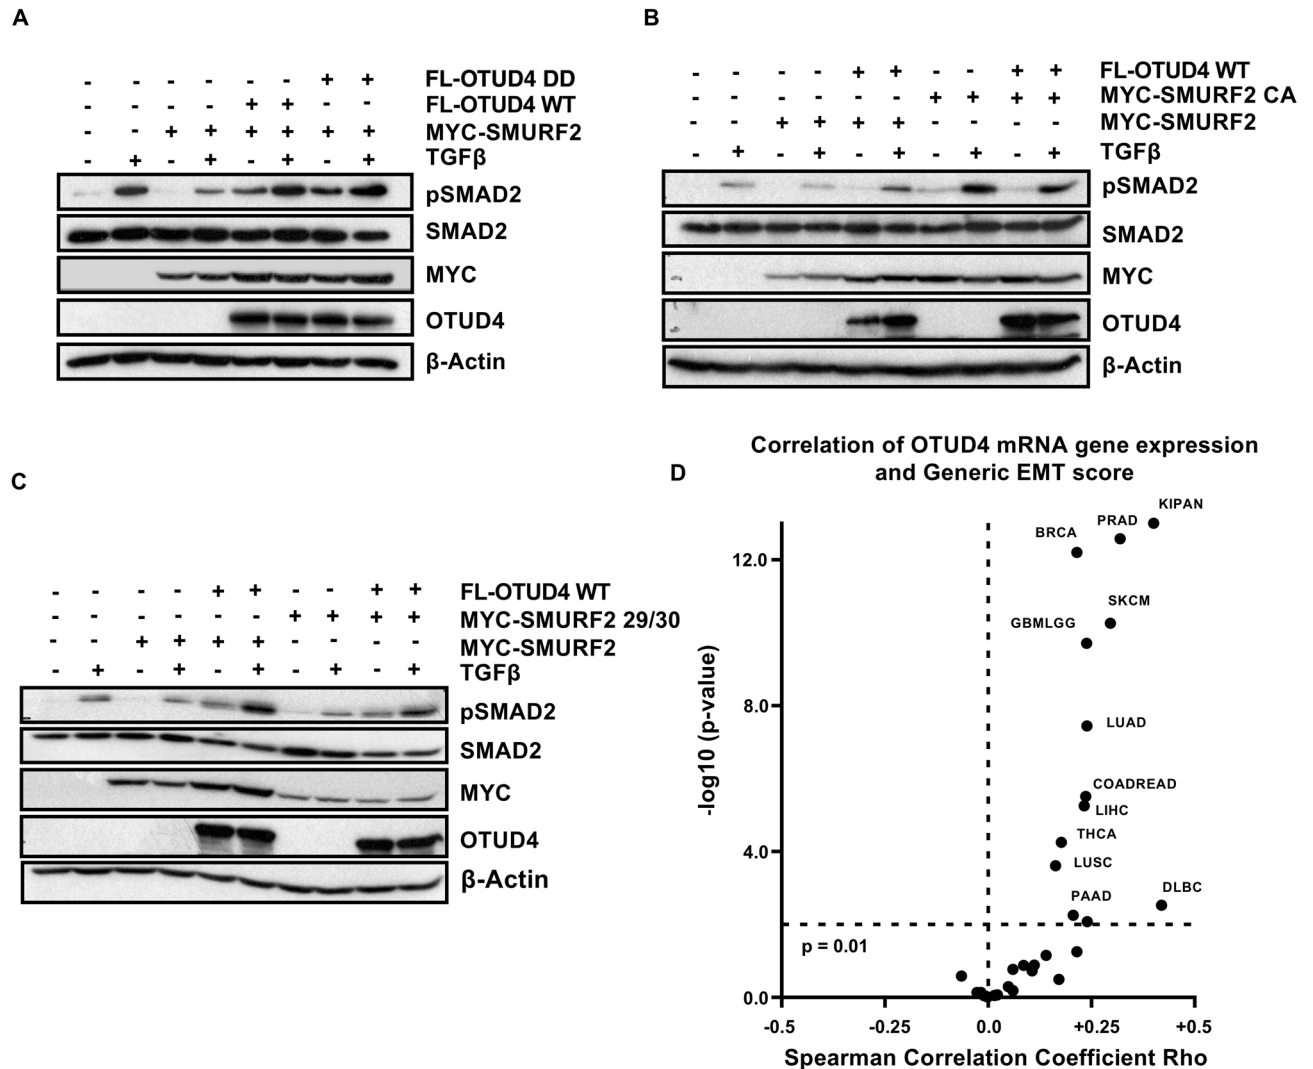 A
- - - - - - + + FL-OTUD4 DD
- - - - + + - - FL-OTUD4 WT
- - + + + + + + MYC-SMURF2
- + - + - + - + TGFβ
pSMAD2
SMAD2
MYC
OTUD4
β-Actin
B
- - - - + + - - + + FL-OTUD4 WT
- - - - - - + + + + MYC-SMURF2 CA
- - + + + + - - - - MYC-SMURF2
- + - + - + - + - + TGFβ
pSMAD2
SMAD2
MYC
OTUD4
β-Actin
C
- - - - + + - - + + FL-OTUD4 WT
- - - - - - + + + + MYC-SMURF2 29/30
- - + + + + - - - - MYC-SMURF2
- + - + - + - + - + TGFβ
pSMAD2
SMAD2
MYC
OTUD4
β-Actin
D
Correlation of OTUD4 mRNA gene expression
and Generic EMT score
KIPAN
PRAD
BRCA
SKCM
GBMLGG
LUAD
COADREAD
LIHC
THCA
LUSC
PAAD
DLBC
p = 0.01
-log10 (p-value)
12.0
8.0
4.0
0.0
-0.5 -0.25 0.0 +0.25 +0.5
Spearman Correlation Coefficient Rho